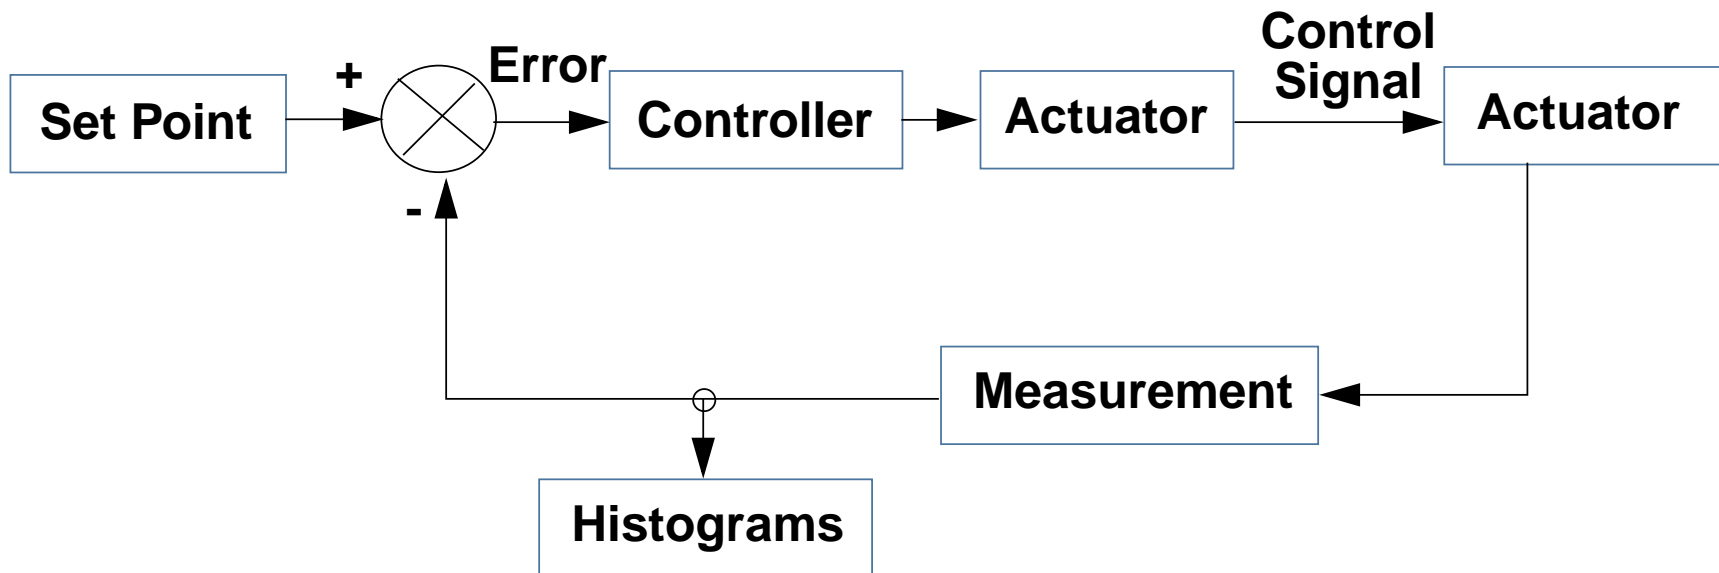 Set Point
+
-
Error
Controller
Actuator
Control
Signal
Actuator
Measurement
Histograms